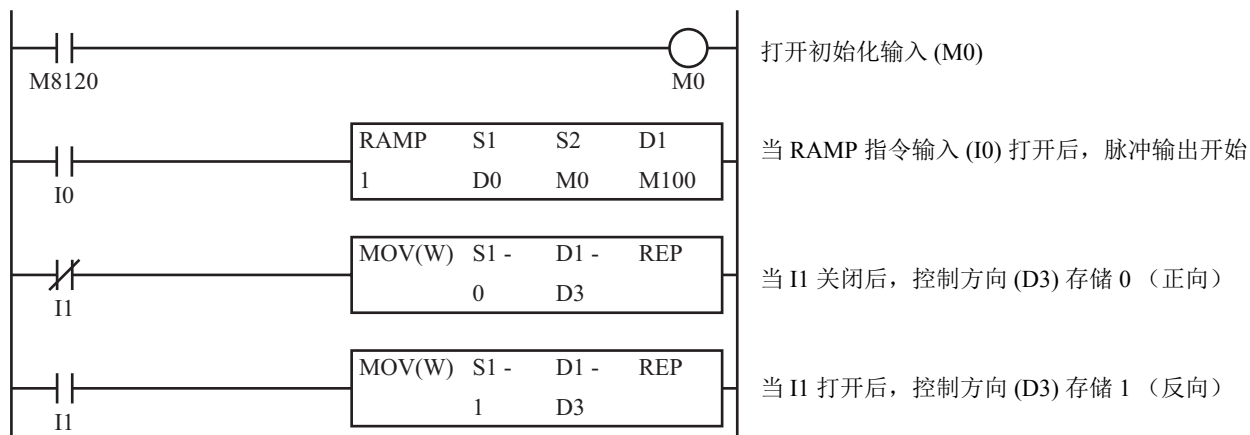 打开初始化输入 (M0)
M8120 M0
RAMP S1 S2 D1
1 D0 M0 M100
当 RAMP 指令输入 (I0) 打开后，脉冲输出开始
I0
MOV(W) S1 - D1 - REP
0 D3
当 I1 关闭后，控制方向 (D3) 存储 0 （正向）
I1
MOV(W) S1 - D1 - REP
1 D3
当 I1 打开后，控制方向 (D3) 存储 1 （反向）
I1